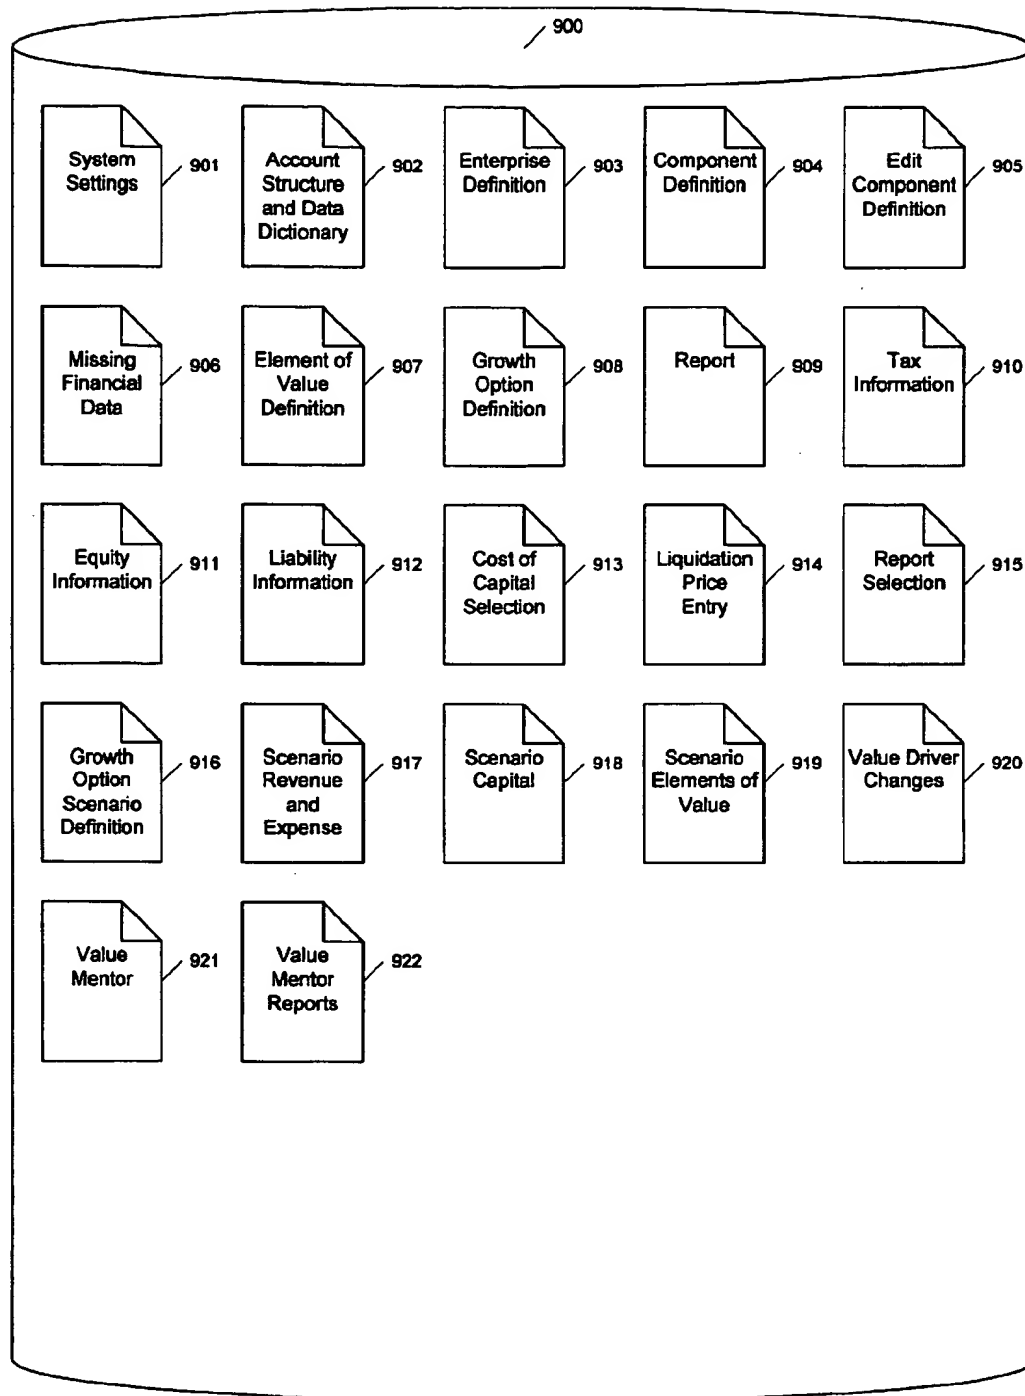 900
System
Settings
901
Account
Structure
and Data
Dictionary
902
Enterprise
Definition
903
Component
Definition
904
Edit
Component
Definition
905
Missing
Financial
Data
906
Element of
Value
Definition
907
Growth
Option
Definition
908
Report
909
Tax
Information
910
Equity
Information
911
Liability
Information
912
Cost of
Capital
Selection
913
Liquidation
Price
Entry
914
Report
Selection
915
Growth
Option
Scenario
Definition
916
Scenario
Revenue
and
Expense
917
Scenario
Capital
918
Scenario
Elements of
Value
919
Value Driver
Changes
920
Value
Mentor
921
Value
Mentor
Reports
922